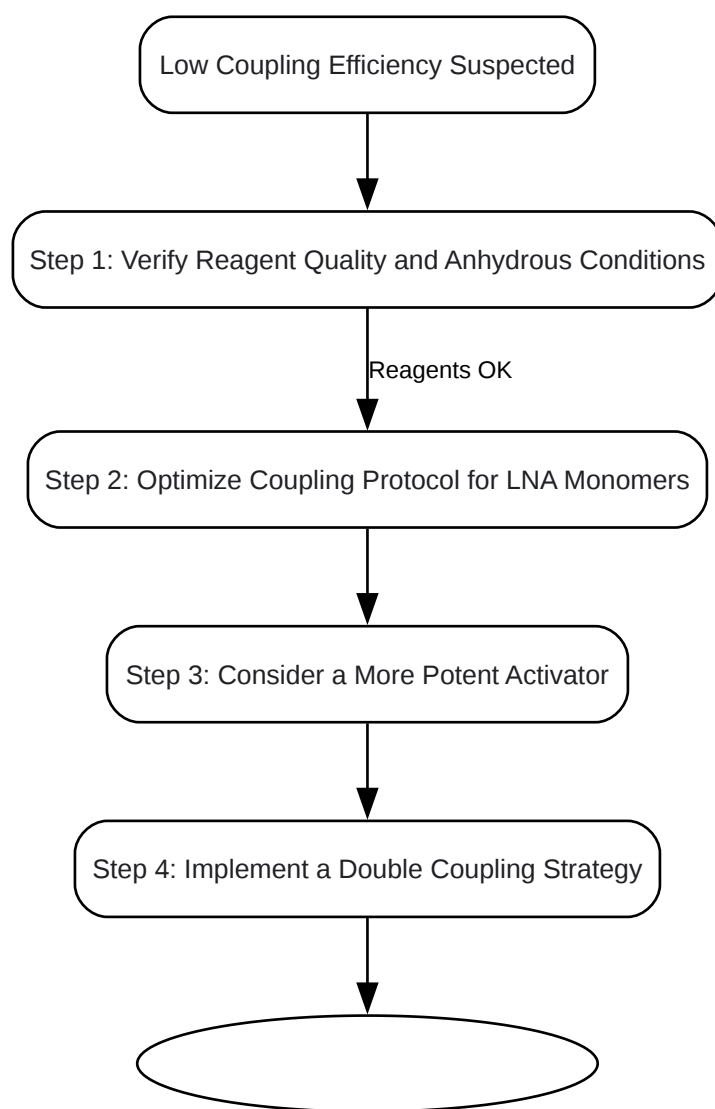 Low Coupling Efficiency Suspected
Step 1: Verify Reagent Quality and Anhydrous Conditions
Reagents OK
Step 2: Optimize Coupling Protocol for LNA Monomers
Step 3: Consider a More Potent Activator
Step 4: Implement a Double Coupling Strategy